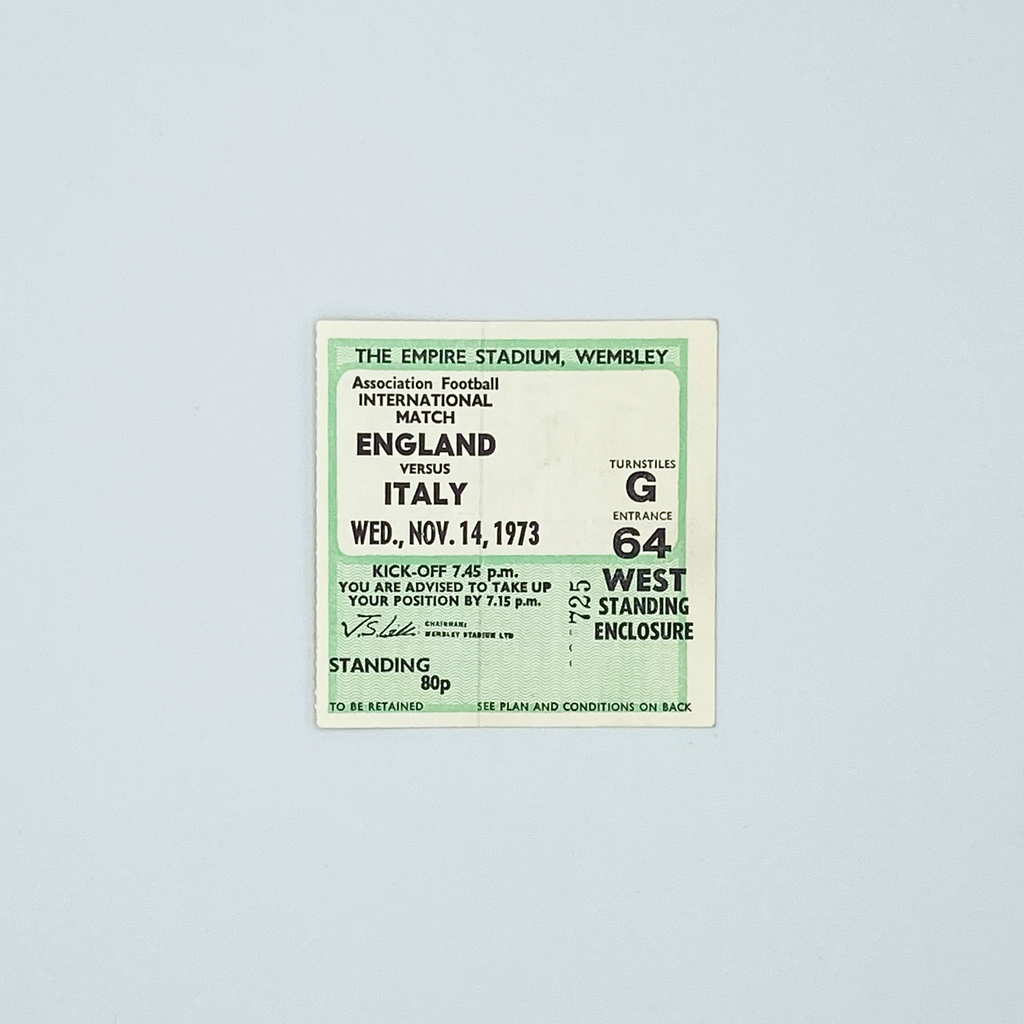 THE EMPIRE STADIUM, WEMBLEY
Association Football
INTERNATIONAL
MATCH
ENGLAND
VERSUS
ITALY
WED., NOV. 14, 1973
TURNSTILES
G
ENTRANCE
64
WEST
STANDING
ENCLOSURE
KICK-OFF 7.45 p.m.
YOU ARE ADVISED TO TAKE UP
YOUR POSITION BY 7.15 p.m.
CHAIRMAN:
WEMBLEY STADIUM LTD
725
STANDING
80p
TO BE RETAINED
SEE PLAN AND CONDITIONS ON BACK